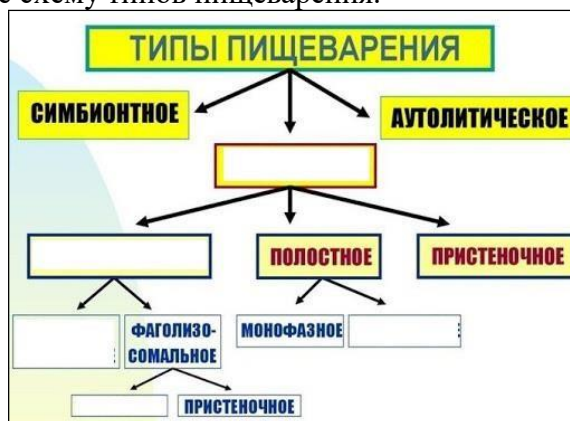 схему типов пищеварения.
ТИПЫ ПИЩЕВАРЕНИЯ
СИМБИОНТНОЕ
АУТОЛИТИЧЕСКОЕ
ПОЛОСТНОЕ
ПРИСТЕНОЧНОЕ
ФАГОЛИЗО-
СОМАЛЬНОЕ
МОНОФАЗНОЕ
ПРИСТЕНОЧНОЕ